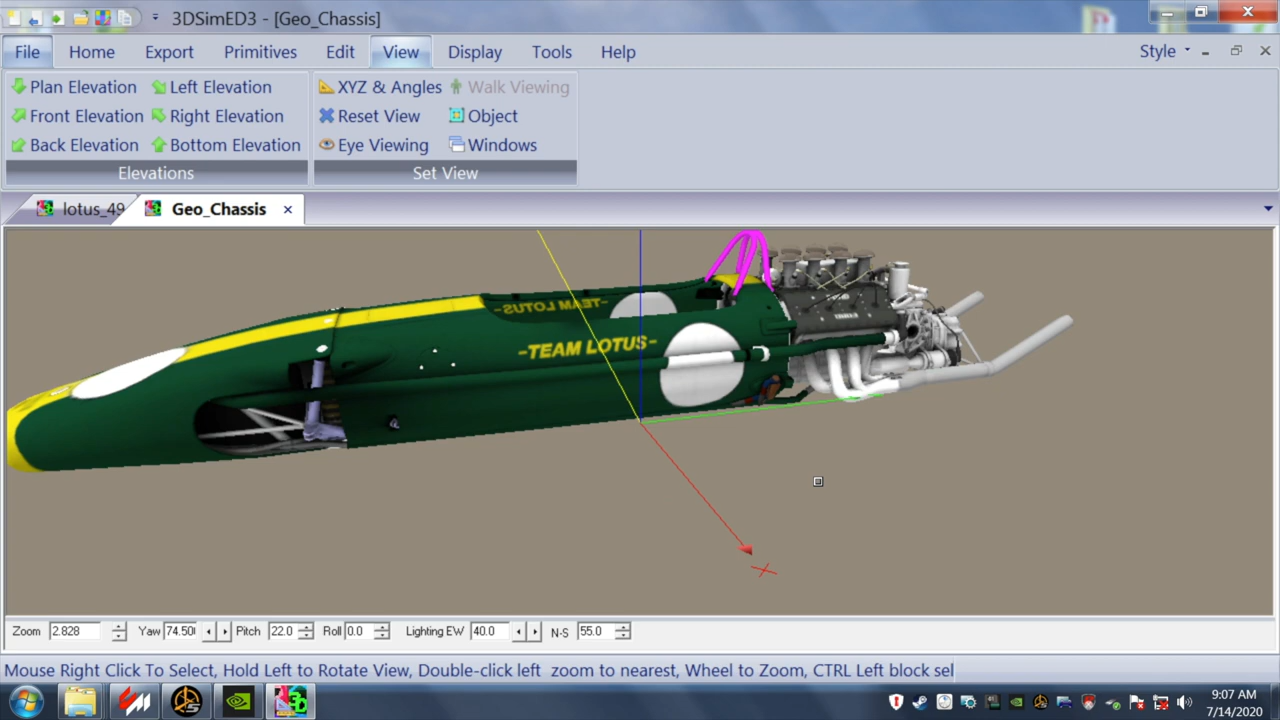 3DSimED3 - [Geo_Chassis]
File Home Export Primitives Edit View Display Tools Help Style
Plan Elevation Left Elevation XYZ & Angles Walk Viewing
Front Elevation Right Elevation Reset View Object
Back Elevation Bottom Elevation Eye Viewing Windows
Elevations Set View
lotus_49 Geo_Chassis
TEAM LOTUS-
-TEAM LOTUS-
Zoom 2.828 Yaw 74.50 Pitch 22.0 Roll 0.0 Lighting EW 40.0 N-S 55.0
Mouse Right Click To Select, Hold Left to Rotate View, Double-click left zoom to nearest, Wheel to Zoom, CTRL Left block sel
9:07 AM
7/14/2020